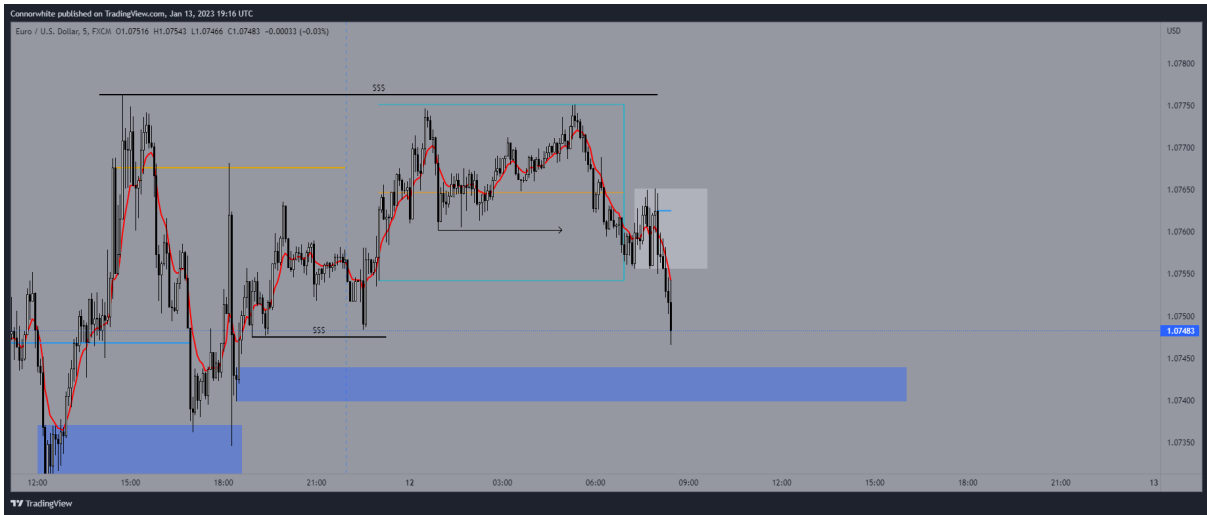 Connorwhite published on TradingView.com, Jan 13, 2023 19:16 UTC
Euro / U.S. Dollar, 5, FXCM O1.07516 H1.07543 L1.07466 C1.07483 −0.00033 (−0.03%)
USD
1.07800
$$$
1.07750
1.07700
1.07650
1.07600
1.07550
1.07500
$$$
1.07483
1.07450
1.07400
1.07350
12:00 15:00 18:00 21:00 12 03:00 06:00 09:00 12:00 15:00 18:00 21:00 13
TradingView